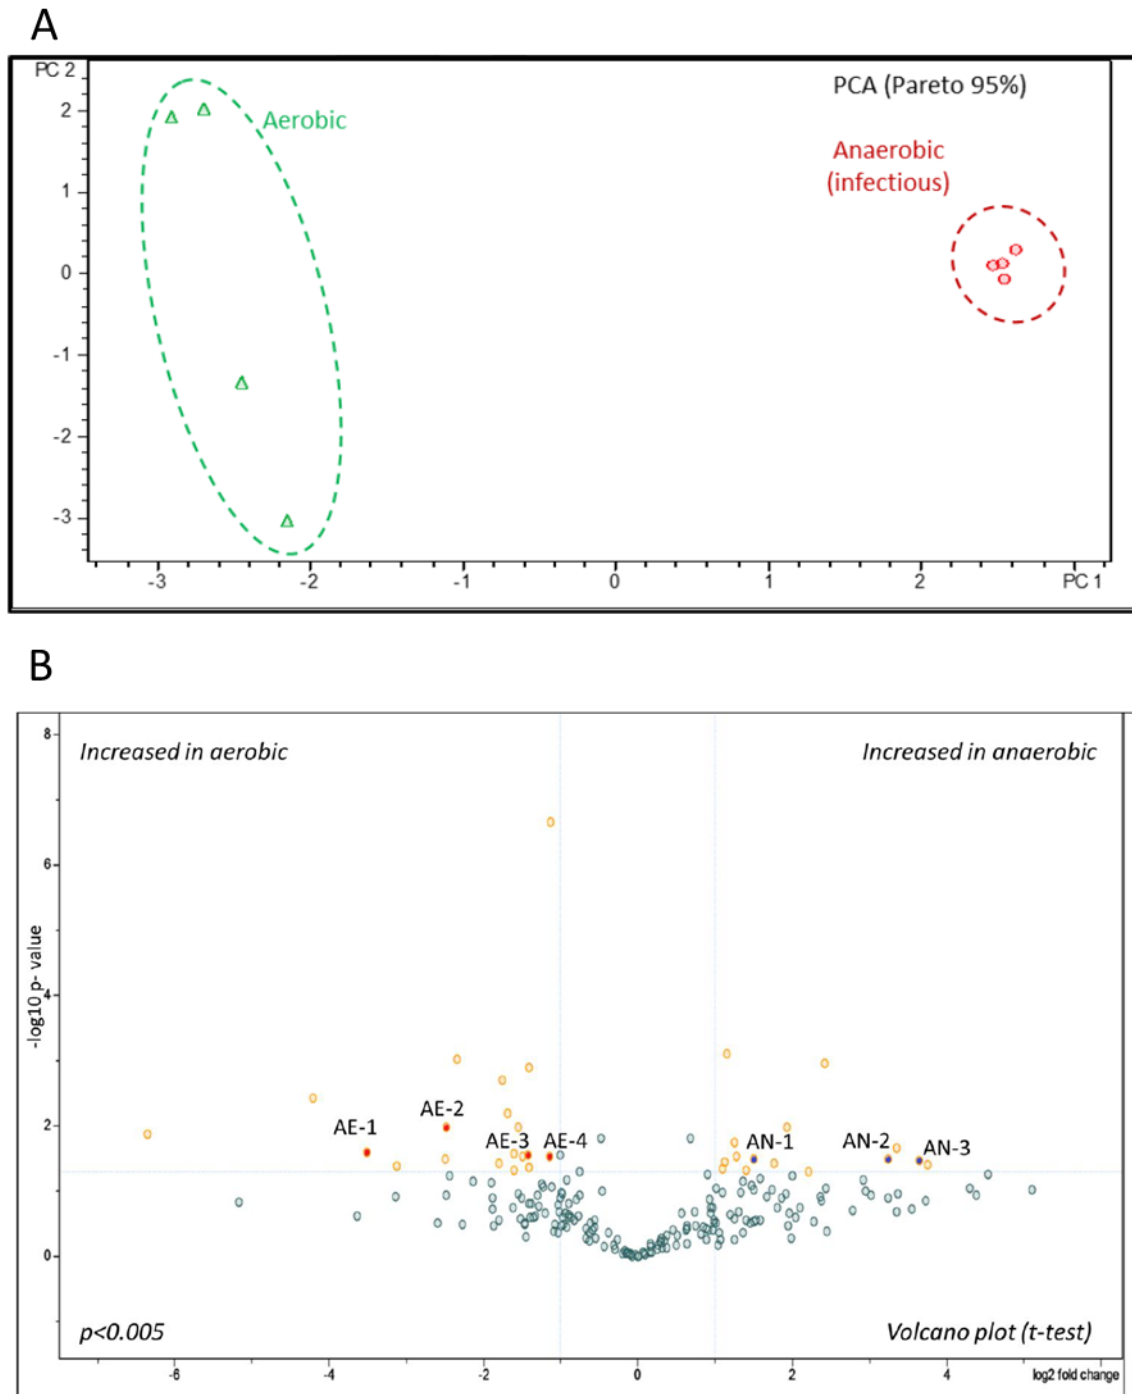 A
PC 2
PCA (Pareto 95%)
Aerobic
Anaerobic
(infectious)
2
1
0
-1
-2
-3
-3
-2
-1
0
1
2
PC 1
B
8
Increased in aerobic
Increased in anaerobic
6
-log10 p- value
4
2
AE-1
AE-2
AE-3
AE-4
AN-1
AN-2
AN-3
0
p<0.005
Volcano plot (t-test)
-6
-4
-2
0
2
4
log2 fold change